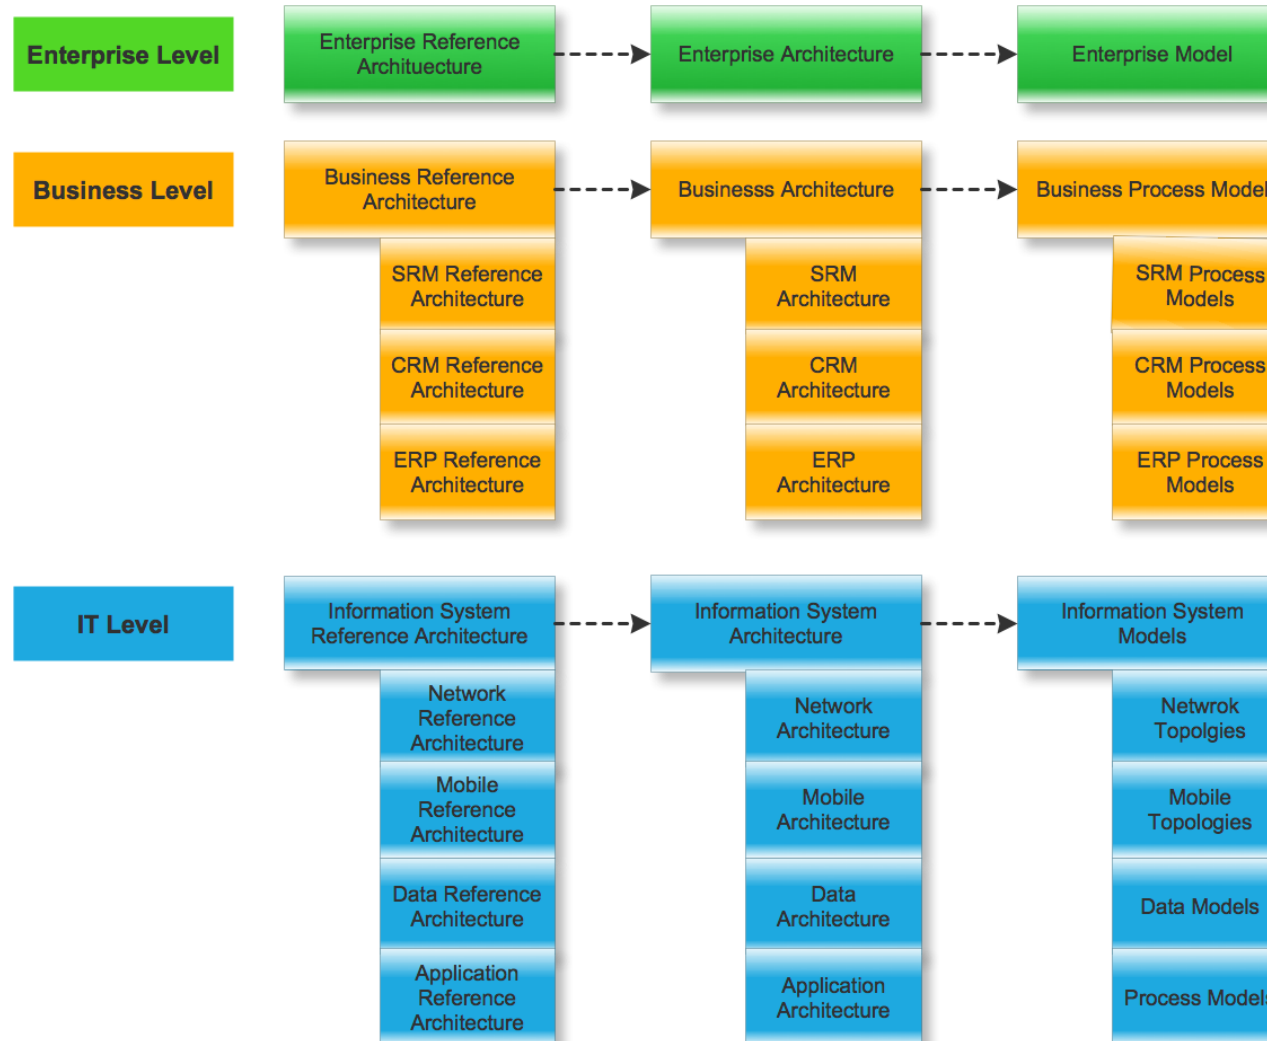 Enterprise Level
Enterprise Reference
Archituecture
Enterprise Architecture
Enterprise Model
Business Level
Business Reference
Architecture
Businesss Architecture
Business Process Model
SRM Reference
Architecture
SRM
Architecture
SRM Process
Models
CRM Reference
Architecture
CRM
Architecture
CRM Process
Models
ERP Reference
Architecture
ERP
Architecture
ERP Process
Models
IT Level
Information System
Reference Architecture
Information System
Architecture
Information System
Models
Network
Reference
Architecture
Network
Architecture
Netwrok
Topolgies
Mobile
Reference
Architecture
Mobile
Architecture
Mobile
Topologies
Data Reference
Architecture
Data
Architecture
Data Models
Application
Reference
Architecture
Application
Architecture
Process Models